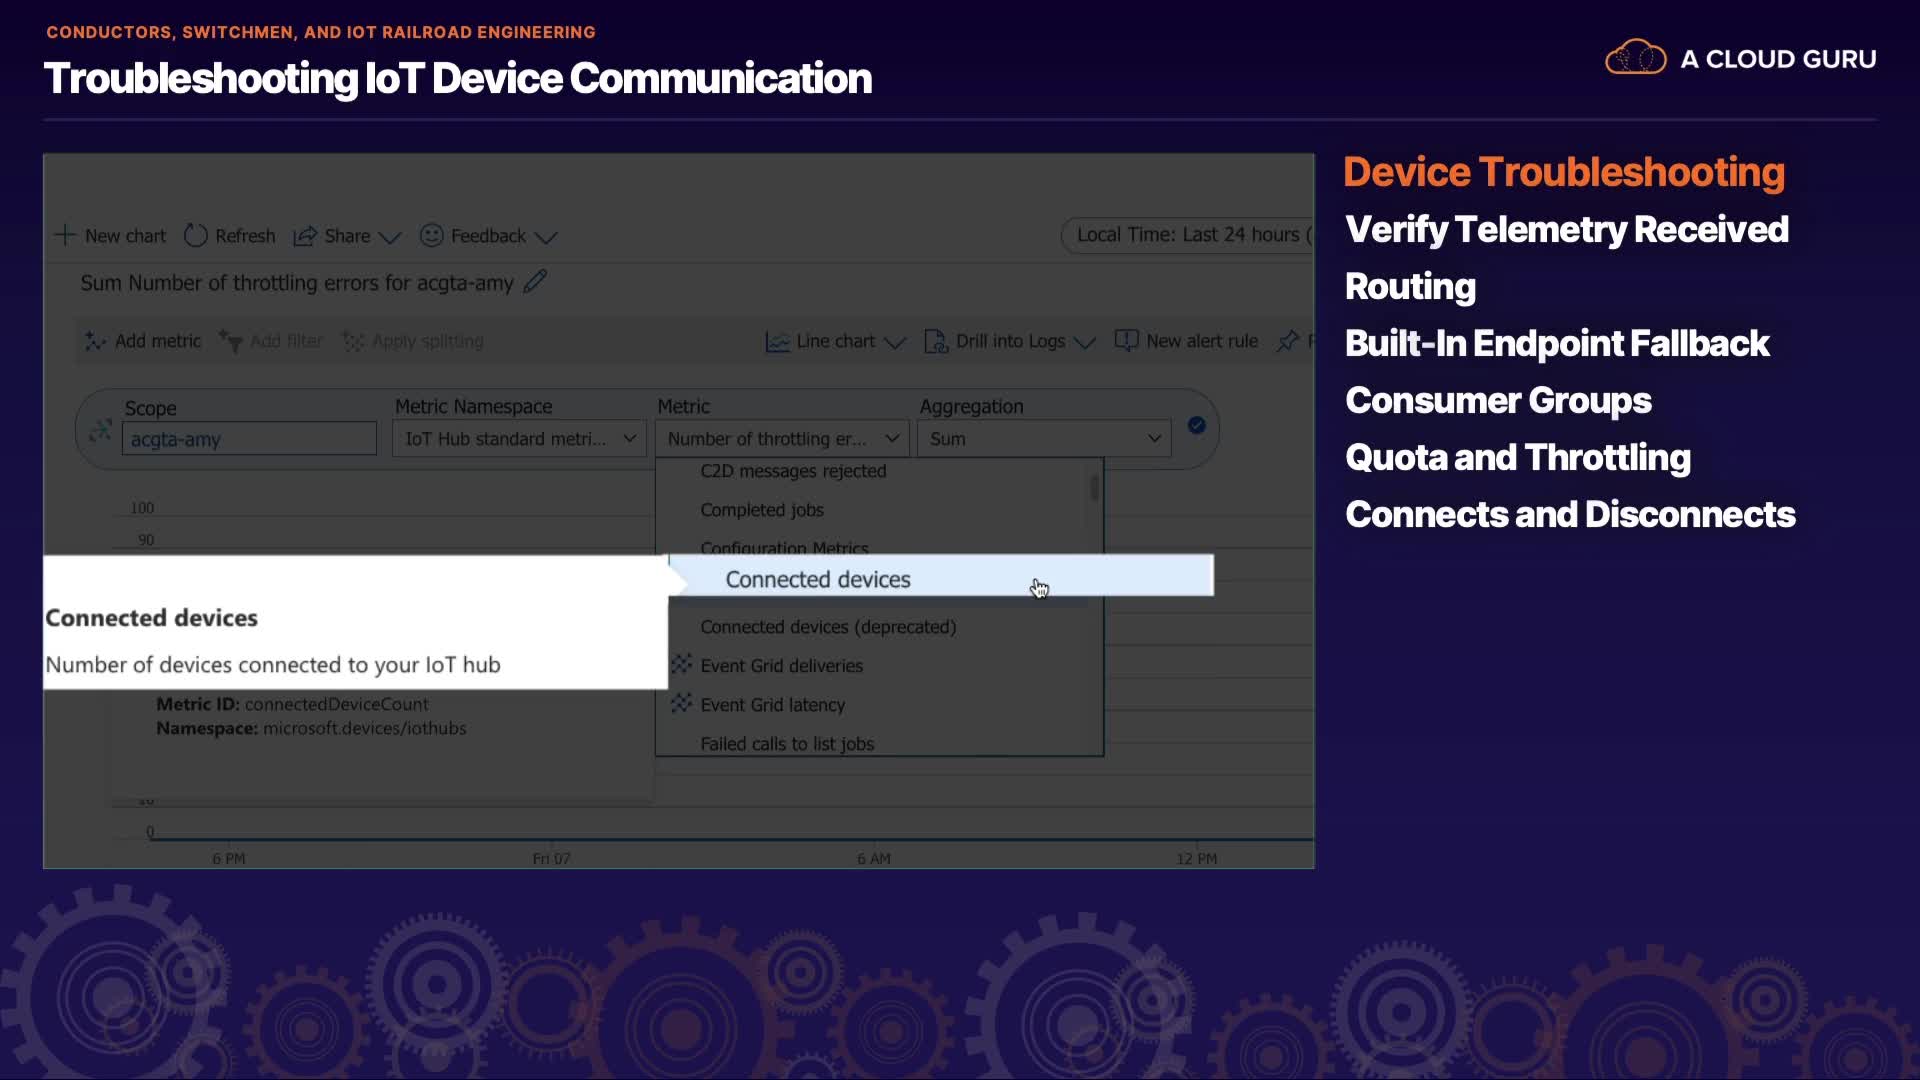 CONDUCTORS, SWITCHMEN, AND IOT RAILROAD ENGINEERING
Troubleshooting IoT Device Communication
A CLOUD GURU
New chart Refresh Share Feedback
Local Time: Last 24 hours (
Sum Number of throttling errors for acgta-amy
Add metric Add filter Apply splitting Line chart Drill into Logs New alert rule
Scope Metric Namespace Metric Aggregation
acgta-amy IoT Hub standard metri... Number of throttling er... Sum
C2D messages rejected
Completed jobs
Configuration Metrics
Connected devices
Connected devices (deprecated)
Event Grid deliveries
Event Grid latency
Failed calls to list jobs
100
90
Connected devices
Number of devices connected to your IoT hub
Metric ID: connectedDeviceCount
Namespace: microsoft.devices/iothubs
0
6 PM Fri 07 6 AM 12 PM
Device Troubleshooting
Verify Telemetry Received
Routing
Built-In Endpoint Fallback
Consumer Groups
Quota and Throttling
Connects and Disconnects